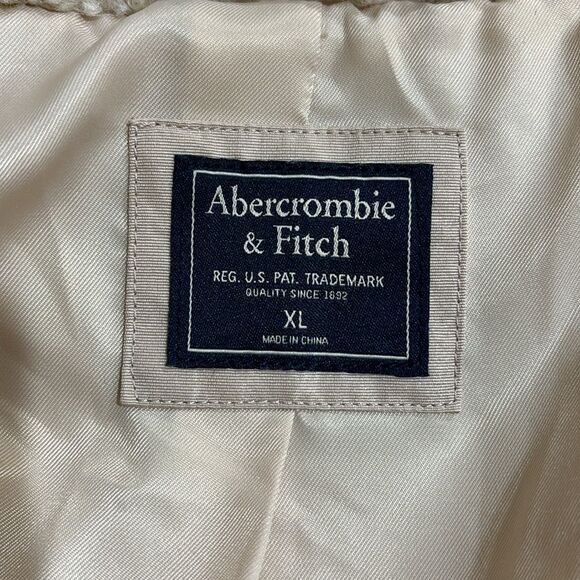 Abercrombie
& Fitch
REG. U.S. PAT. TRADEMARK
QUALITY SINCE 1892
XL
MADE IN CHINA